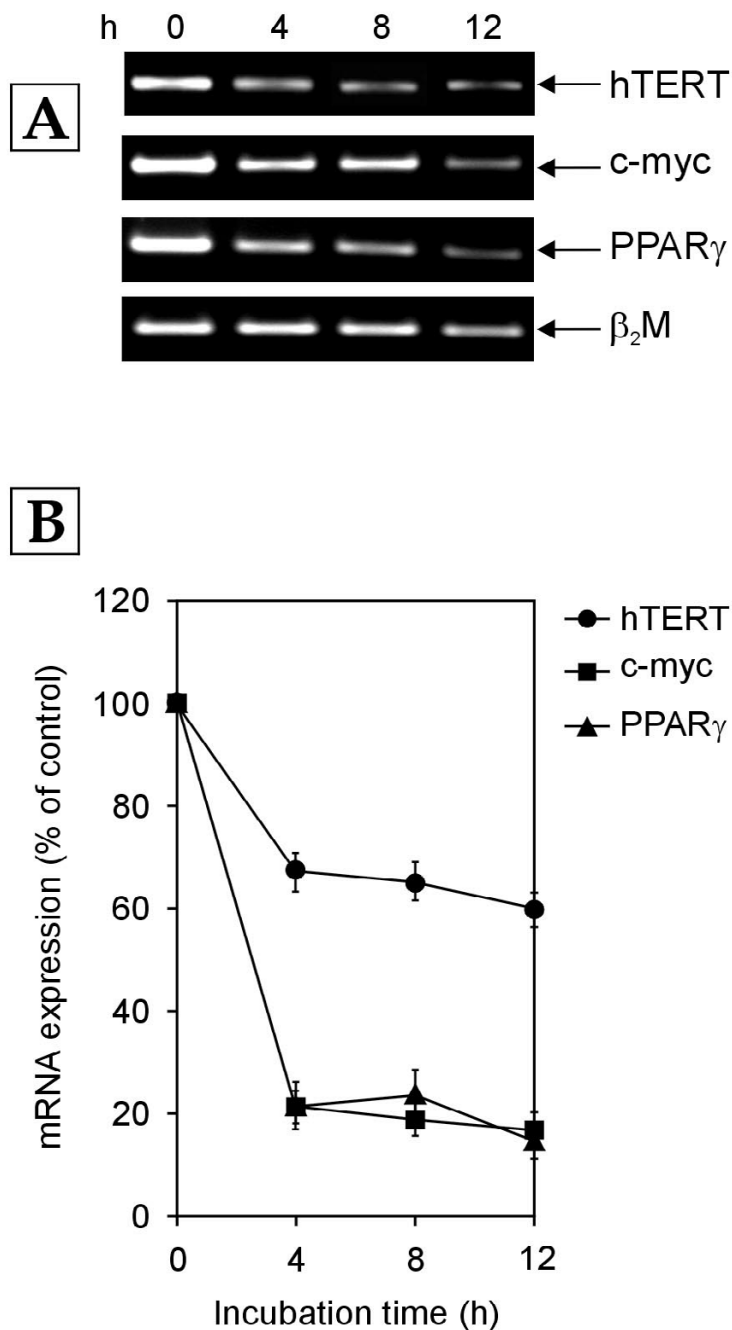 h 0 4 8 12
A
hTERT
c-myc
PPARγ
β₂M
B
120
100
80
60
40
20
0
0 4 8 12
mRNA expression (% of control)
Incubation time (h)
hTERT
c-myc
PPARγ